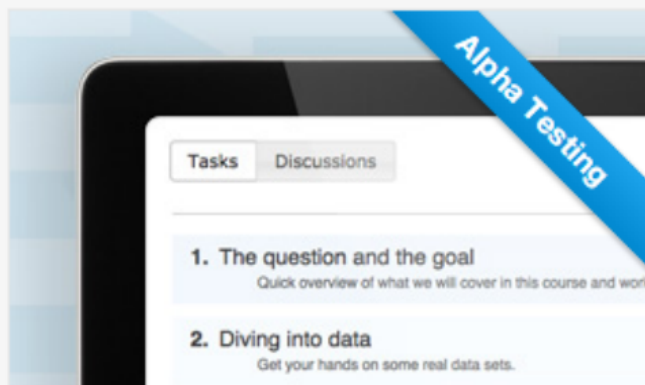 Alpha Testing
Tasks Discussions
1. The question and the goal
Quick overview of what we will cover in this course and
2. Diving into data
Get your hands on some real data sets.